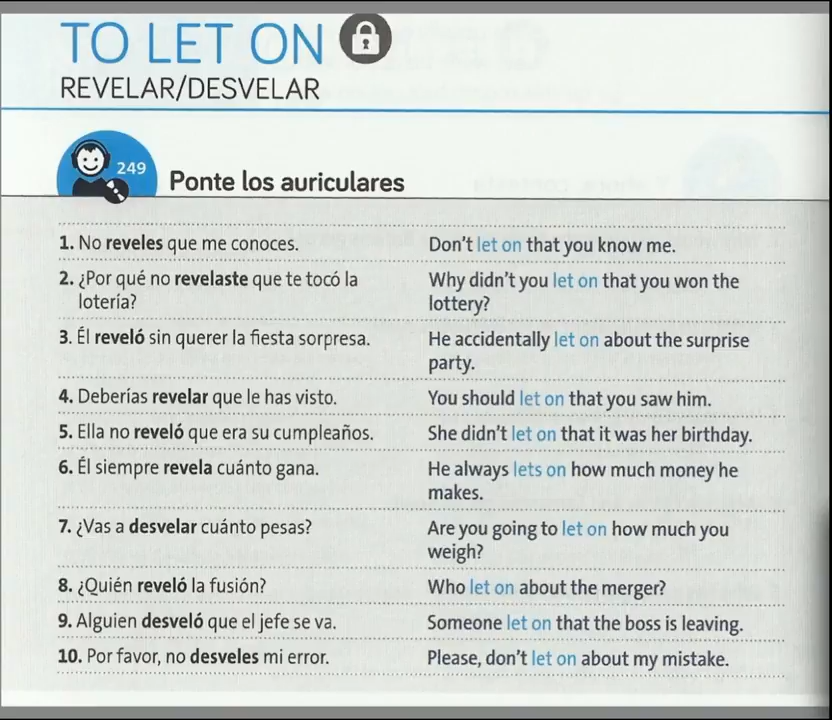 TO LET ON
REVELAR/DESVELAR
249
Ponte los auriculares
1. No reveles que me conoces.
Don't let on that you know me.
2. ¿Por qué no revelaste que te tocó la
lotería?
Why didn't you let on that you won the
lottery?
3. Él reveló sin querer la fiesta sorpresa.
He accidentally let on about the surprise
party.
4. Deberías revelar que le has visto.
You should let on that you saw him.
5. Ella no reveló que era su cumpleaños.
She didn't let on that it was her birthday.
6. Él siempre revela cuánto gana.
He always lets on how much money he
makes.
7. ¿Vas a desvelar cuánto pesas?
Are you going to let on how much you
weigh?
8. ¿Quién reveló la fusión?
Who let on about the merger?
9. Alguien desveló que el jefe se va.
Someone let on that the boss is leaving.
10. Por favor, no desveles mi error.
Please, don't let on about my mistake.